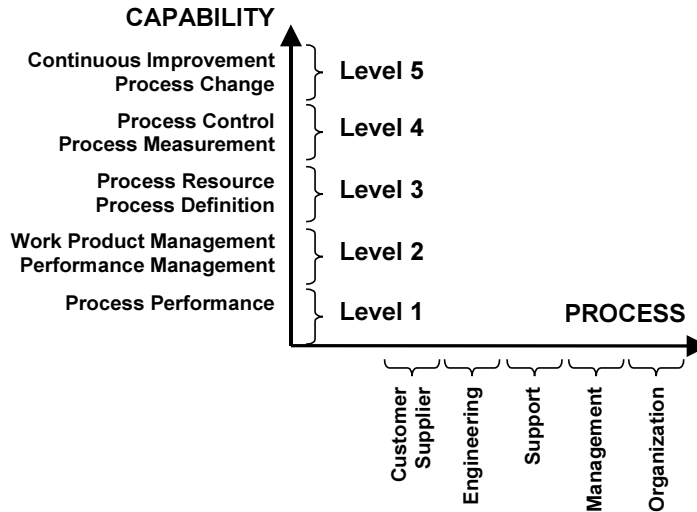 CAPABILITY
Continuous Improvement
Process Change
Level 5
Process Control
Process Measurement
Level 4
Process Resource
Process Definition
Level 3
Work Product Management
Performance Management
Level 2
Process Performance
Level 1
PROCESS
Customer
Supplier
Engineering
Support
Management
Organization